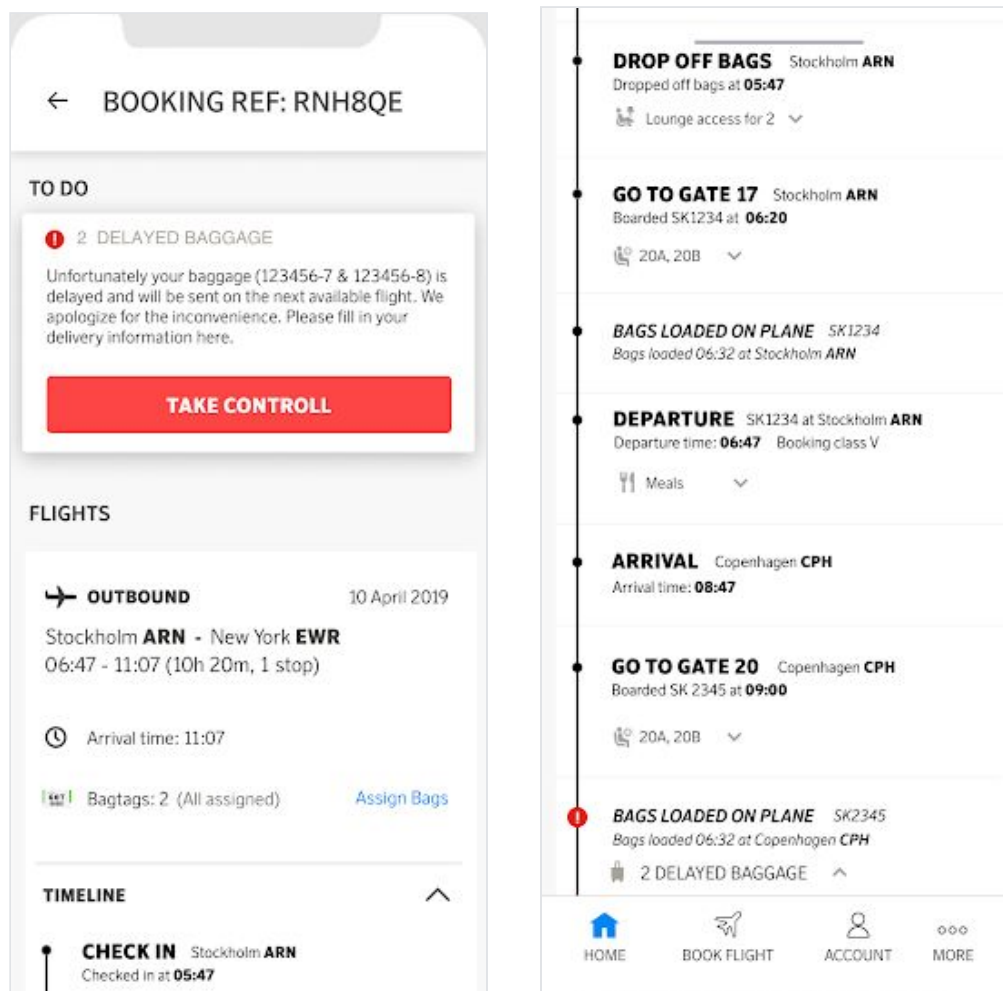 BOOKING REF: RNH8QE
TO DO
2 DELAYED BAGGAGE
Unfortunately your baggage (123456-7 & 123456-8) is
delayed and will be sent on the next available flight. We
apologize for the inconvenience. Please fill in your
delivery information here.
TAKE CONTROLL
FLIGHTS
OUTBOUND 10 April 2019
Stockholm ARN - New York EWR
06:47 - 11:07 (10h 20m, 1 stop)
Arrival time: 11:07
Bagtags: 2 (All assigned) Assign Bags
TIMELINE
CHECK IN Stockholm ARN
Checked in at 05:47
DROP OFF BAGS Stockholm ARN
Dropped off bags at 05:47
Lounge access for 2
GO TO GATE 17 Stockholm ARN
Boarded SK1234 at 06:20
20A, 20B
BAGS LOADED ON PLANE SK1234
Bags loaded 06:32 at Stockholm ARN
DEPARTURE SK1234 at Stockholm ARN
Departure time: 06:47 Booking class V
Meals
ARRIVAL Copenhagen CPH
Arrival time: 08:47
GO TO GATE 20 Copenhagen CPH
Boarded SK 2345 at 09:00
20A, 20B
BAGS LOADED ON PLANE SK2345
Bags loaded 06:32 at Copenhagen CPH
2 DELAYED BAGGAGE
HOME BOOK FLIGHT ACCOUNT MORE